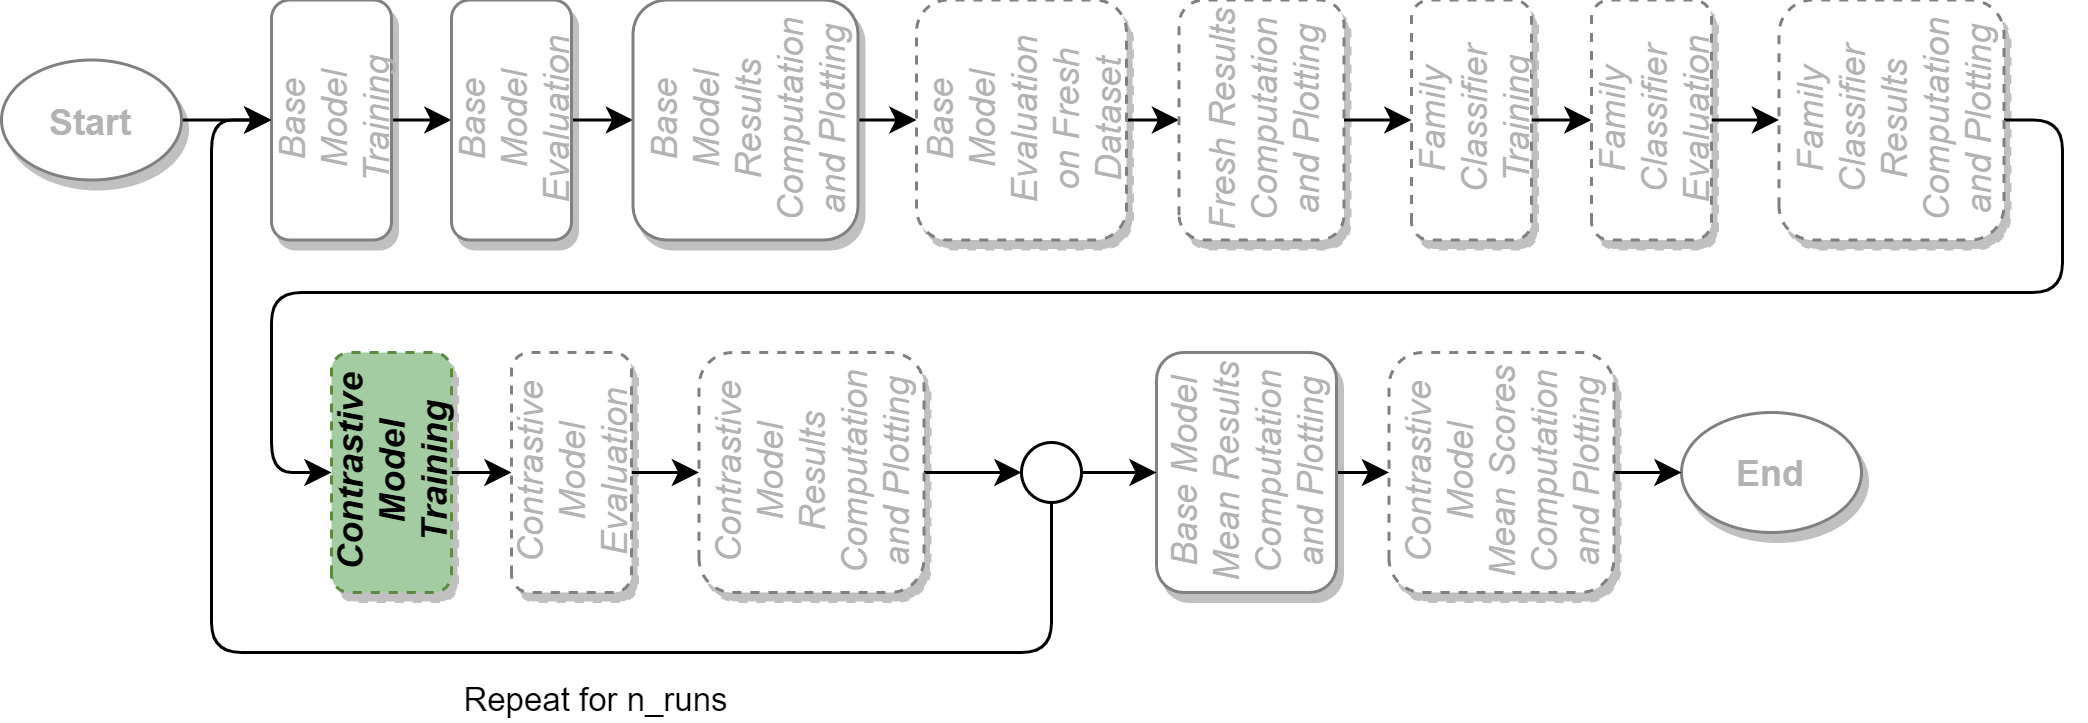 Start
Base
Model
Training
Base
Model
Evaluation
Base
Model
Results
Computation
and Plotting
Base
Model
Evaluation
on Fresh
Dataset
Fresh Results
Computation
and Plotting
Family
Classifier
Training
Family
Classifier
Evaluation
Family
Classifier
Results
Computation
and Plotting
Contrastive
Model
Training
Contrastive
Model
Evaluation
Contrastive
Model
Results
Computation
and Plotting
Base Model
Mean Results
Computation
and Plotting
Contrastive
Model
Mean Scores
Computation
and Plotting
End
Repeat for n_runs